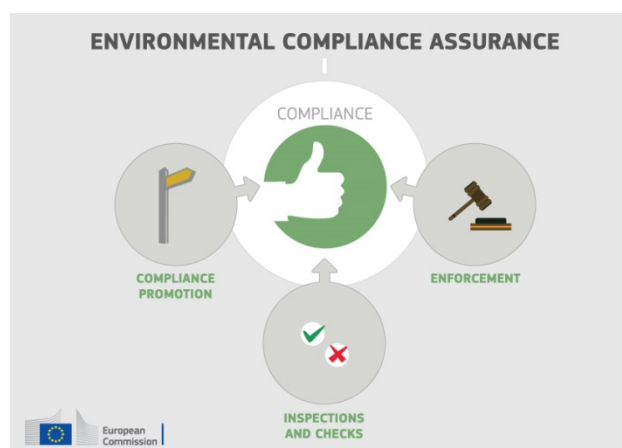 ENVIRONMENTAL COMPLIANCE ASSURANCE
COMPLIANCE
COMPLIANCE
PROMOTION
ENFORCEMENT
INSPECTIONS
AND CHECKS
European
Commission